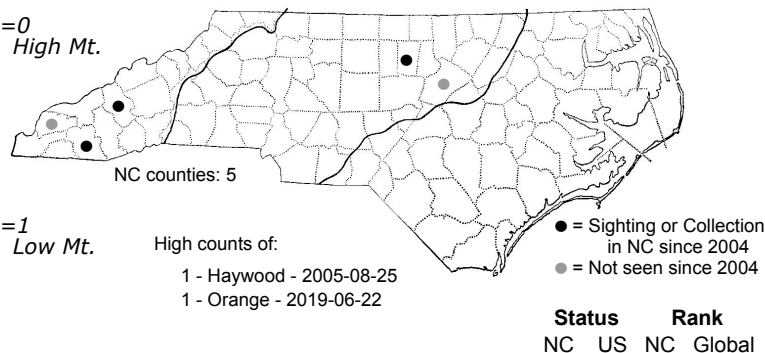 =0
High Mt.
NC counties: 5
=1
Low Mt.
High counts of:
1 - Haywood - 2005-08-25
1 - Orange - 2019-06-22
● = Sighting or Collection
in NC since 2004
● = Not seen since 2004
Status Rank
NC US NC Global